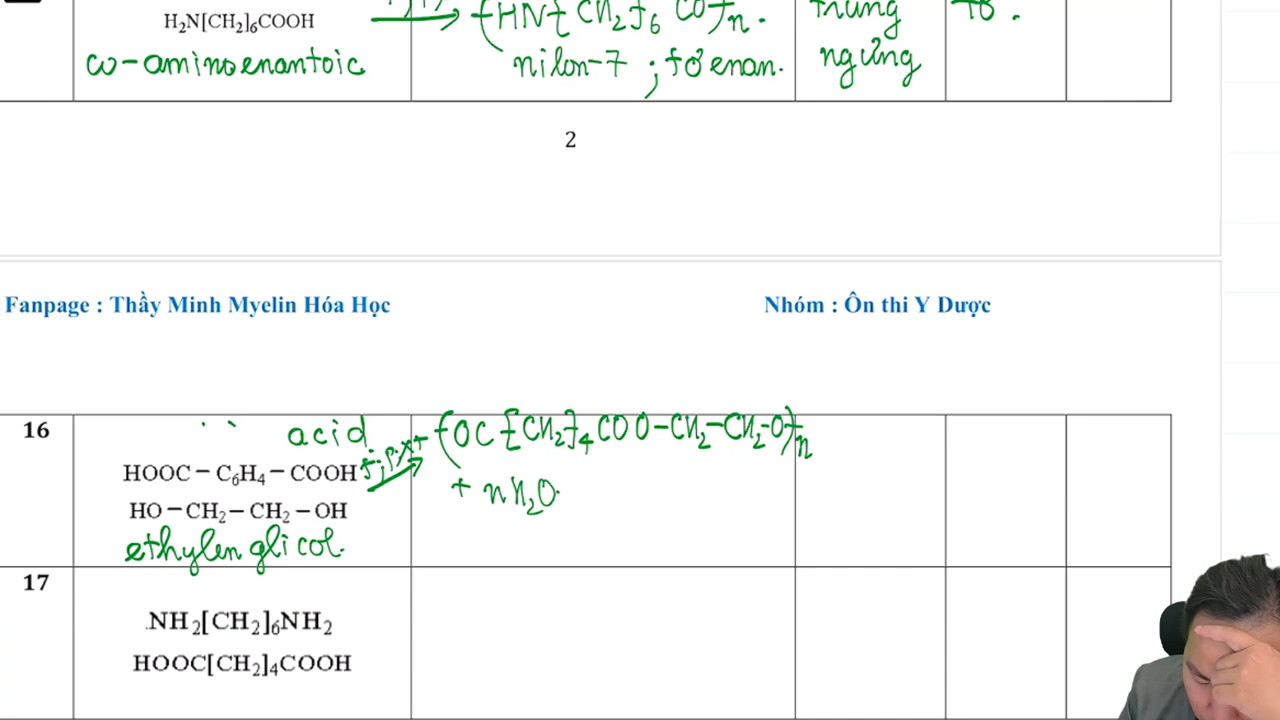 H₂N[CH₂]₆COOH
(HN[CH₂]₆CO)n.
trùng
Tơ.
ω-aminoenantoic
nilon-7 ; tơ enan.
ngưng
2
Fanpage : Thầy Minh Myelin Hóa Học
Nhóm : Ôn thi Y Dược
16
acid
HOOC – C₆H₄ – COOH
t°, p, xt
(OC[CH₂]₄COO-CH₂-CH₂-O)n
HO – CH₂ – CH₂ – OH
+ nH₂O.
ethylen glicol.
17
NH₂[CH₂]₆NH₂
HOOC[CH₂]₄COOH